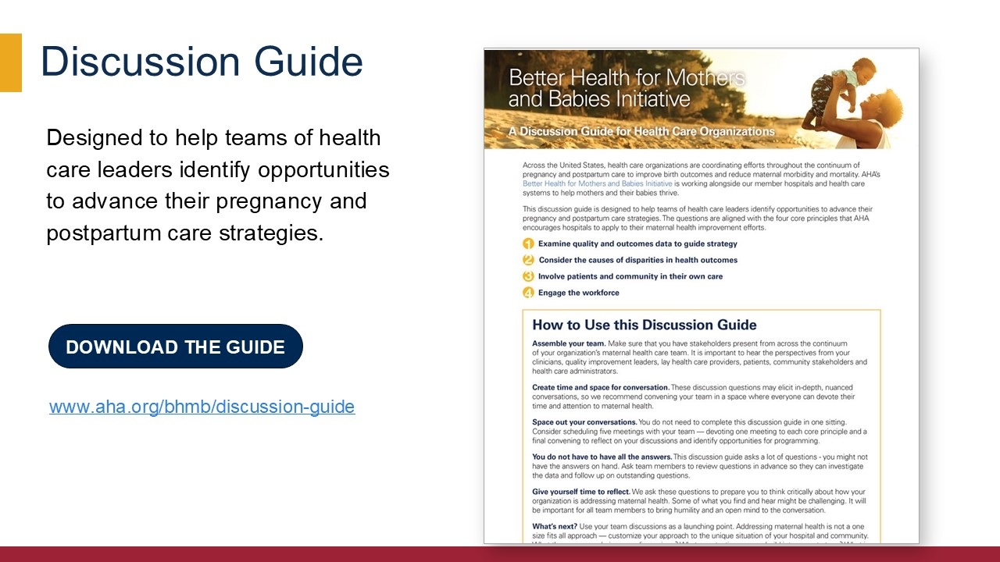 Discussion Guide
Designed to help teams of health
care leaders identify opportunities
to advance their pregnancy and
postpartum care strategies.
DOWNLOAD THE GUIDE
www.aha.org/bhmb/discussion-guide
Better Health for Mothers
and Babies Initiative
A Discussion Guide for Health Care Organizations
Across the United States, health care organizations are coordinating efforts throughout the continuum of
pregnancy and postpartum care to improve birth outcomes and reduce maternal morbidity and mortality. AHA's
Better Health for Mothers and Babies Initiative is working alongside our member hospitals and health care
systems to help mothers and their babies thrive.
This discussion guide is designed to help teams of health care leaders identify opportunities to advance their
pregnancy and postpartum care strategies. The questions are aligned with the four core principles that AHA
encourages hospitals to apply to their maternal health improvement efforts.
1 Examine quality and outcomes data to guide strategy
2 Consider the causes of disparities in health outcomes
3 Involve patients and community in their own care
4 Engage the workforce
How to Use this Discussion Guide
Assemble your team. Make sure that you have stakeholders present from across the continuum
of your organization's maternal health care team. It is important to hear the perspectives from your
clinicians, quality improvement leaders, lay health care providers, patients, community stakeholders and
health care administrators.
Create time and space for conversation. These discussion questions may elicit in-depth, nuanced
conversations, so we recommend convening your team in a space where everyone can devote their
time and attention to maternal health.
Space out your conversations. You do not need to complete this discussion guide in one sitting.
Consider scheduling five meetings with your team — devoting one meeting to each core principle and a
final convening to reflect on your discussions and identify opportunities for programming.
You do not have to have all the answers. This discussion guide asks a lot of questions - you might not
have the answers on hand. Ask team members to review questions in advance so they can investigate
the data and follow up on outstanding questions.
Give yourself time to reflect. We ask these questions to prepare you to think critically about how your
organization is addressing maternal health. Some of what you find and hear might be challenging. It will
be important for all team members to bring humility and an open mind to the conversation.
What's next? Use your team discussions as a launching point. Addressing maternal health is not a one
size fits all approach — customize your approach to the unique situation of your hospital and community.